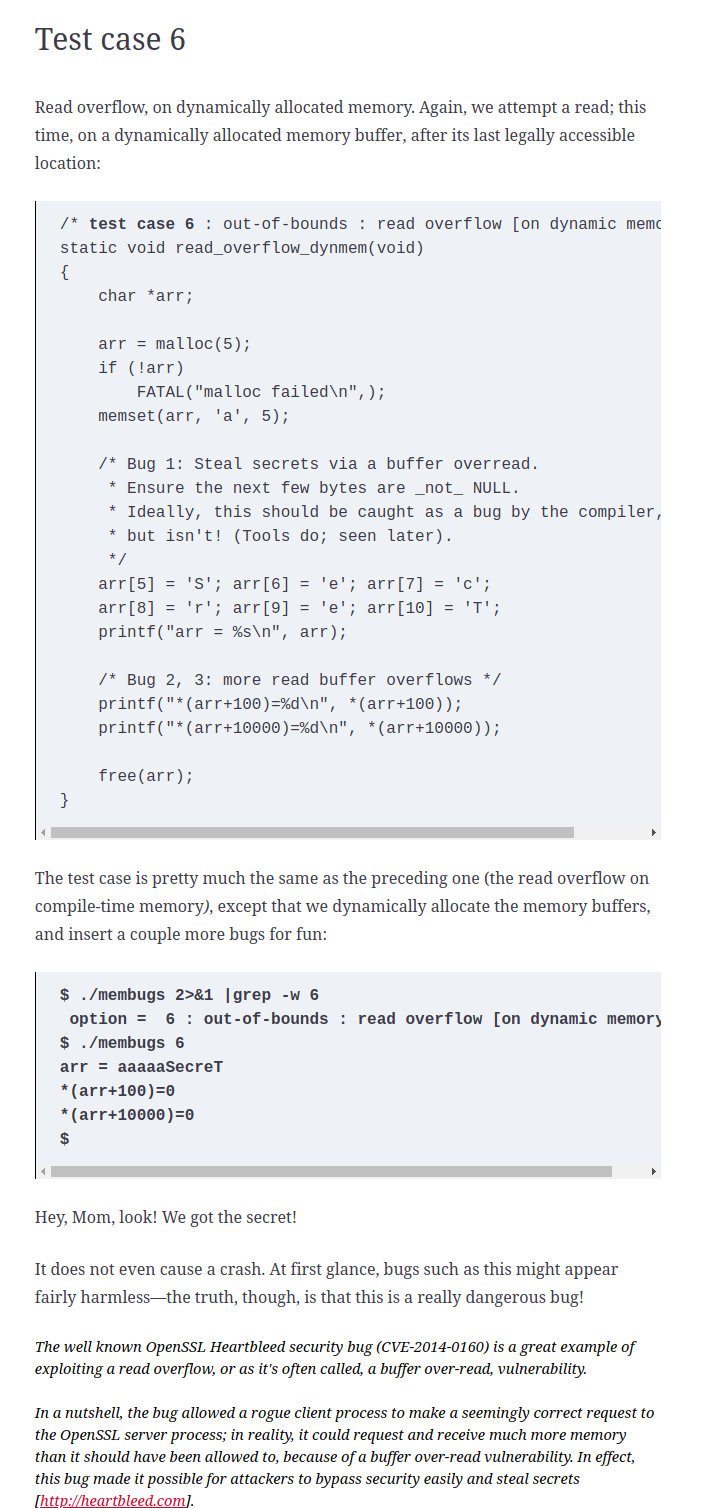 Test case 6
Read overflow, on dynamically allocated memory. Again, we attempt a read; this
time, on a dynamically allocated memory buffer, after its last legally accessible
location:
/* test case 6 : out-of-bounds : read overflow [on dynamic memo
static void read_overflow_dynmem(void)
{
    char *arr;

    arr = malloc(5);
    if (!arr)
        FATAL("malloc failed\n",);
    memset(arr, 'a', 5);

    /* Bug 1: Steal secrets via a buffer overread.
     * Ensure the next few bytes are _not_ NULL.
     * Ideally, this should be caught as a bug by the compiler,
     * but isn't! (Tools do; seen later).
     */
    arr[5] = 'S'; arr[6] = 'e'; arr[7] = 'c';
    arr[8] = 'r'; arr[9] = 'e'; arr[10] = 'T';
    printf("arr = %s\n", arr);

    /* Bug 2, 3: more read buffer overflows */
    printf("*(arr+100)=%d\n", *(arr+100));
    printf("*(arr+10000)=%d\n", *(arr+10000));

    free(arr);
}
The test case is pretty much the same as the preceding one (the read overflow on
compile-time memory), except that we dynamically allocate the memory buffers,
and insert a couple more bugs for fun:
$ ./membugs 2>&1 |grep -w 6
 option =  6 : out-of-bounds : read overflow [on dynamic memory
$ ./membugs 6
arr = aaaaaSecreT
*(arr+100)=0
*(arr+10000)=0
$
Hey, Mom, look! We got the secret!
It does not even cause a crash. At first glance, bugs such as this might appear
fairly harmless—the truth, though, is that this is a really dangerous bug!
The well known OpenSSL Heartbleed security bug (CVE-2014-0160) is a great example of
exploiting a read overflow, or as it's often called, a buffer over-read, vulnerability.
In a nutshell, the bug allowed a rogue client process to make a seemingly correct request to
the OpenSSL server process; in reality, it could request and receive much more memory
than it should have been allowed to, because of a buffer over-read vulnerability. In effect,
this bug made it possible for attackers to bypass security easily and steal secrets
[http://heartbleed.com].